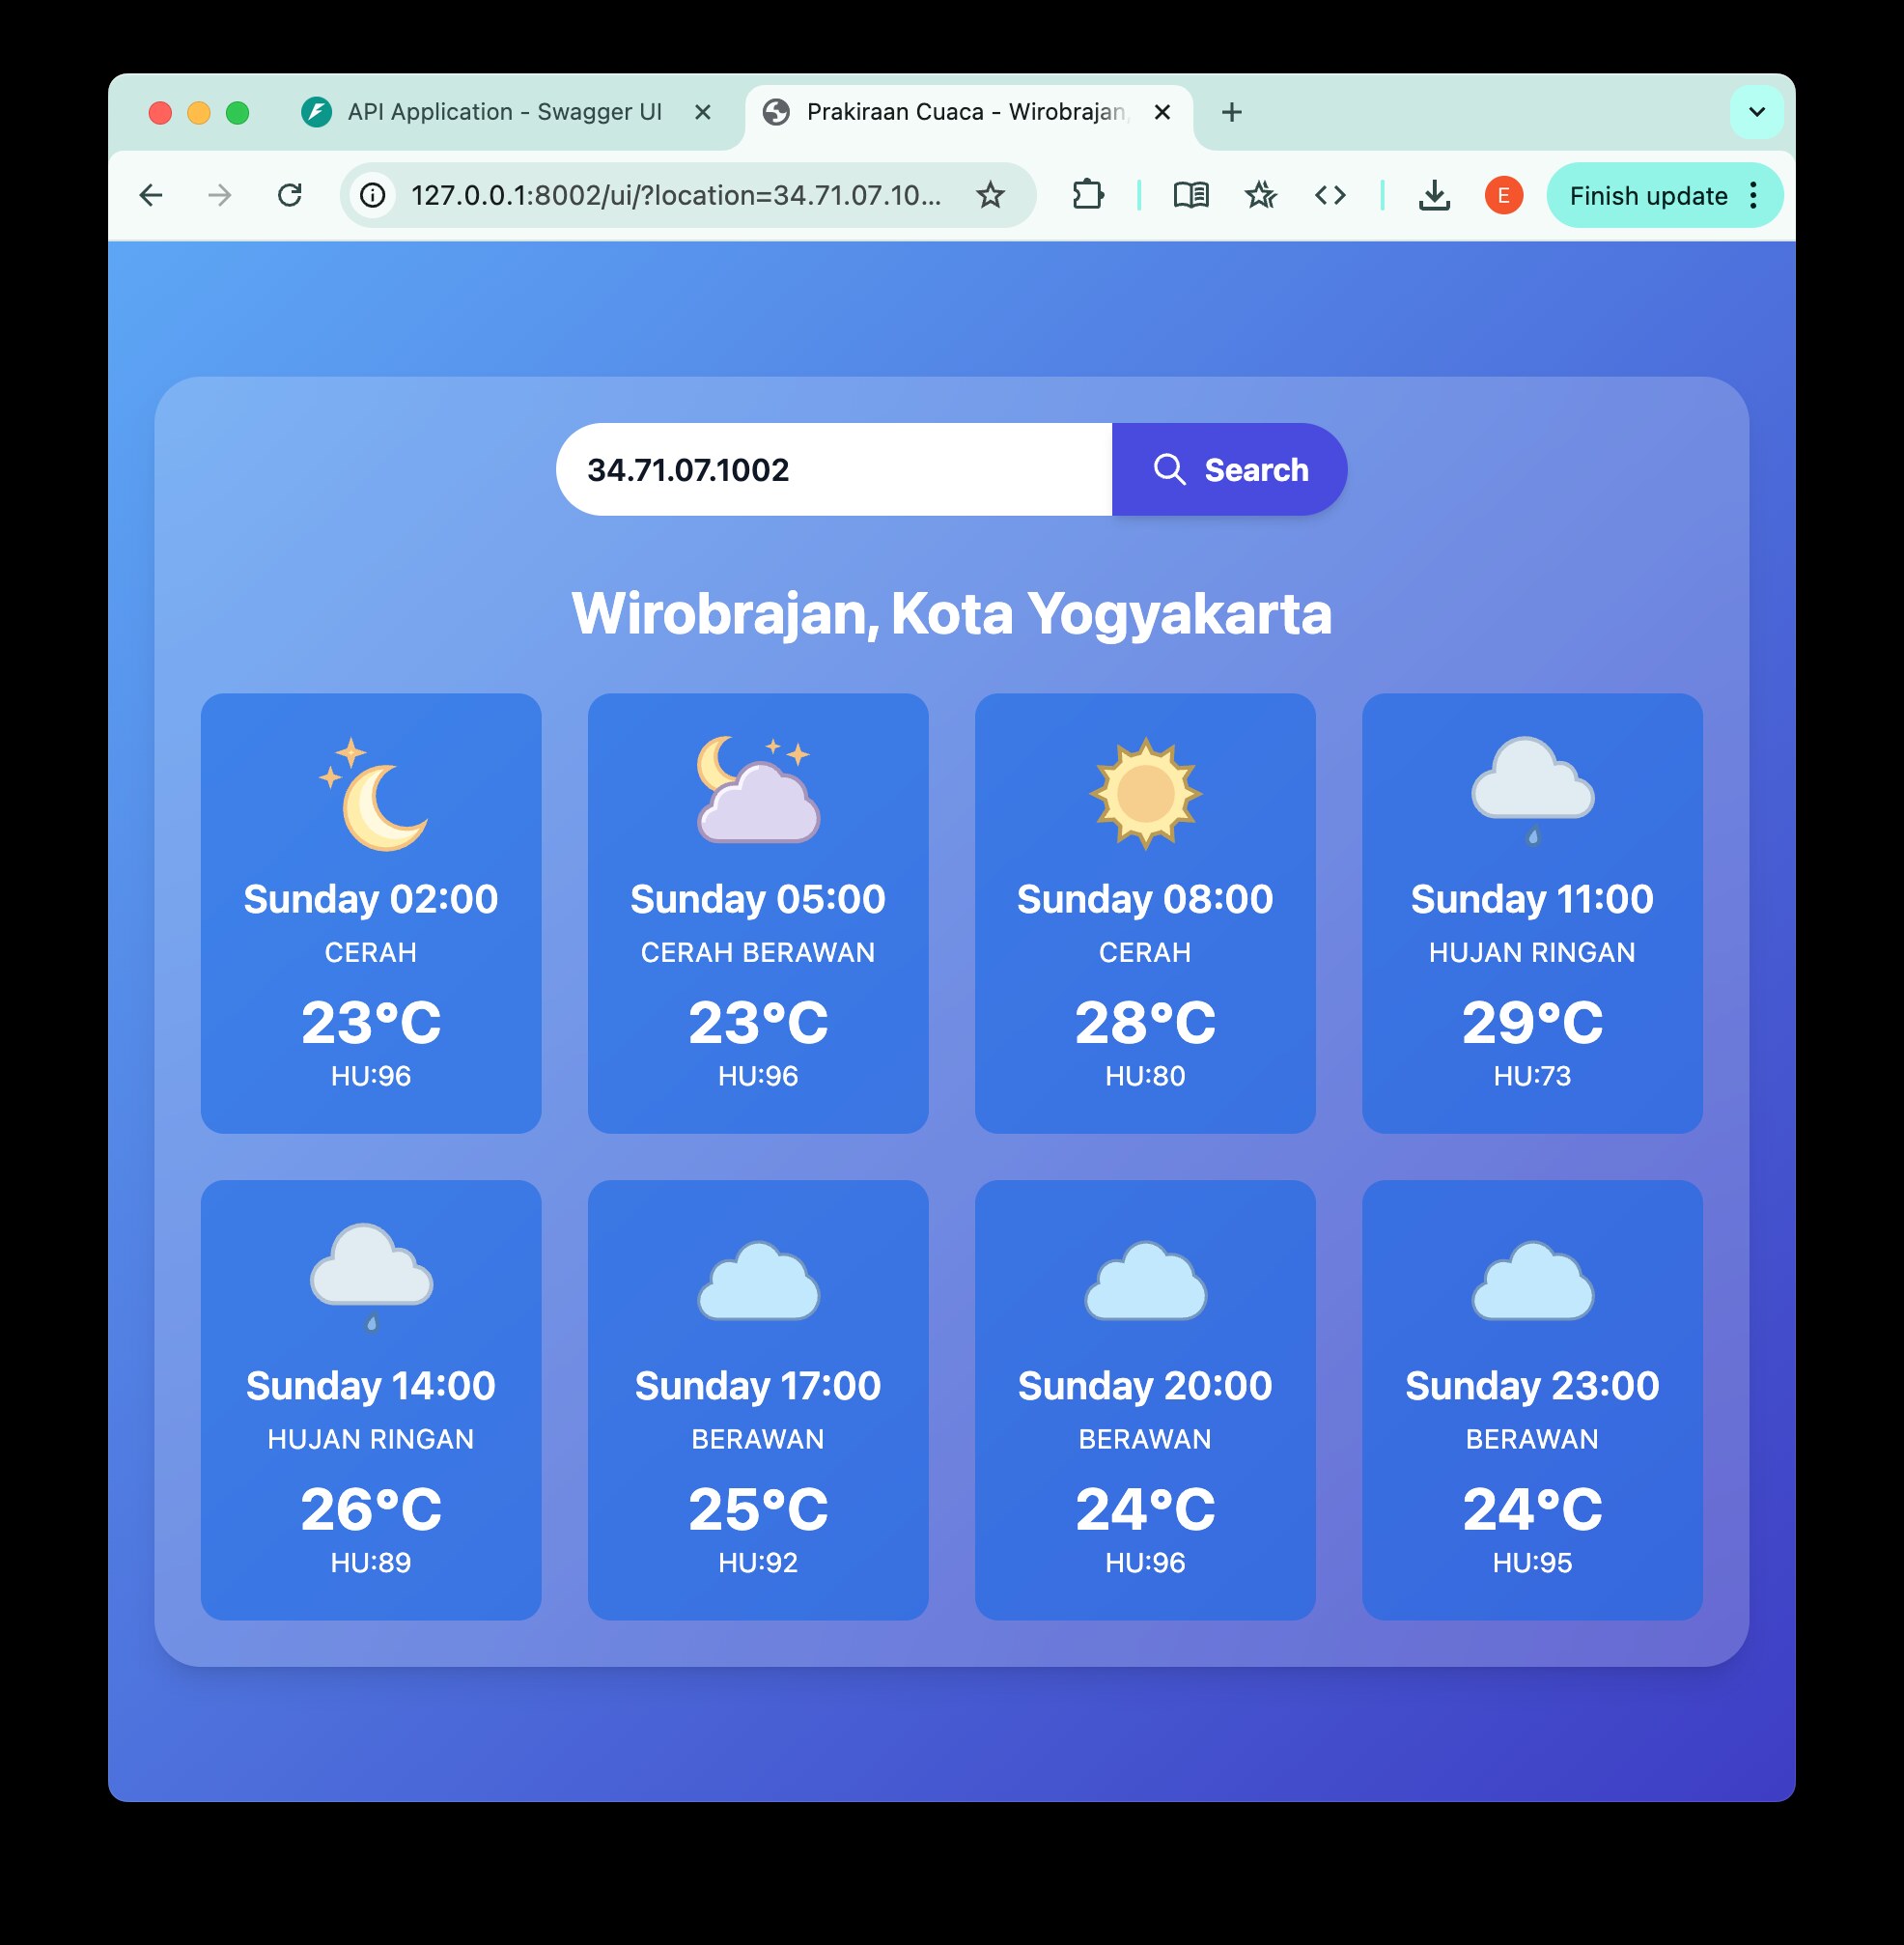 API Application - Swagger UI
Prakiraan Cuaca - Wirobrajan,
127.0.0.1:8002/ui/?location=34.71.07.10...
E
Finish update
34.71.07.1002
Search
Wirobrajan, Kota Yogyakarta
Sunday 02:00
CERAH
23°C
HU:96
Sunday 05:00
CERAH BERAWAN
23°C
HU:96
Sunday 08:00
CERAH
28°C
HU:80
Sunday 11:00
HUJAN RINGAN
29°C
HU:73
Sunday 14:00
HUJAN RINGAN
26°C
HU:89
Sunday 17:00
BERAWAN
25°C
HU:92
Sunday 20:00
BERAWAN
24°C
HU:96
Sunday 23:00
BERAWAN
24°C
HU:95